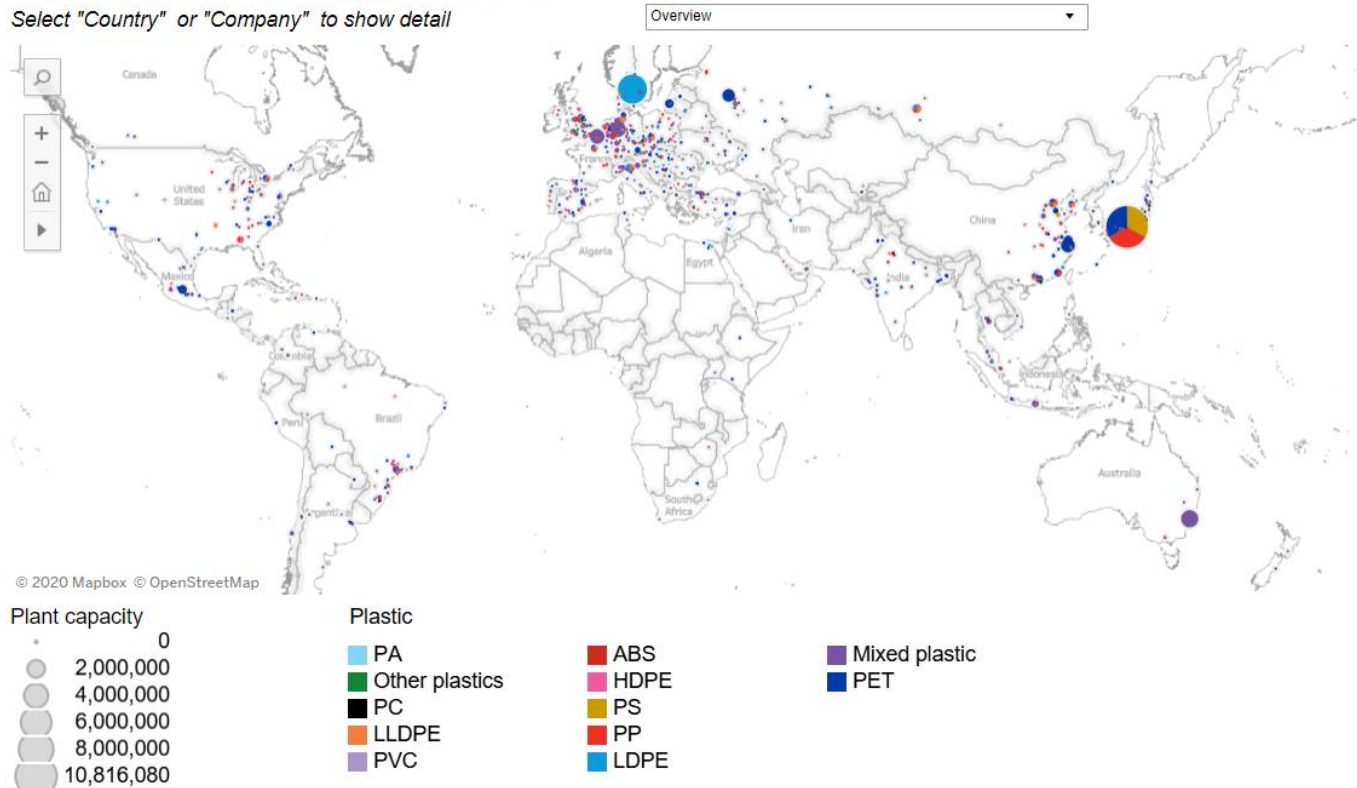 Select "Country" or "Company" to show detail
Overview
Canada
United
States
Mexico
Colombia
Peru
Brazil
Argentina
France
Algeria
Egypt
Iran
India
China
Indonesia
South
Africa
Australia
© 2020 Mapbox © OpenStreetMap
Plant capacity
0
2,000,000
4,000,000
6,000,000
8,000,000
10,816,080
Plastic
PA
Other plastics
PC
LLDPE
PVC
ABS
HDPE
PS
PP
LDPE
Mixed plastic
PET